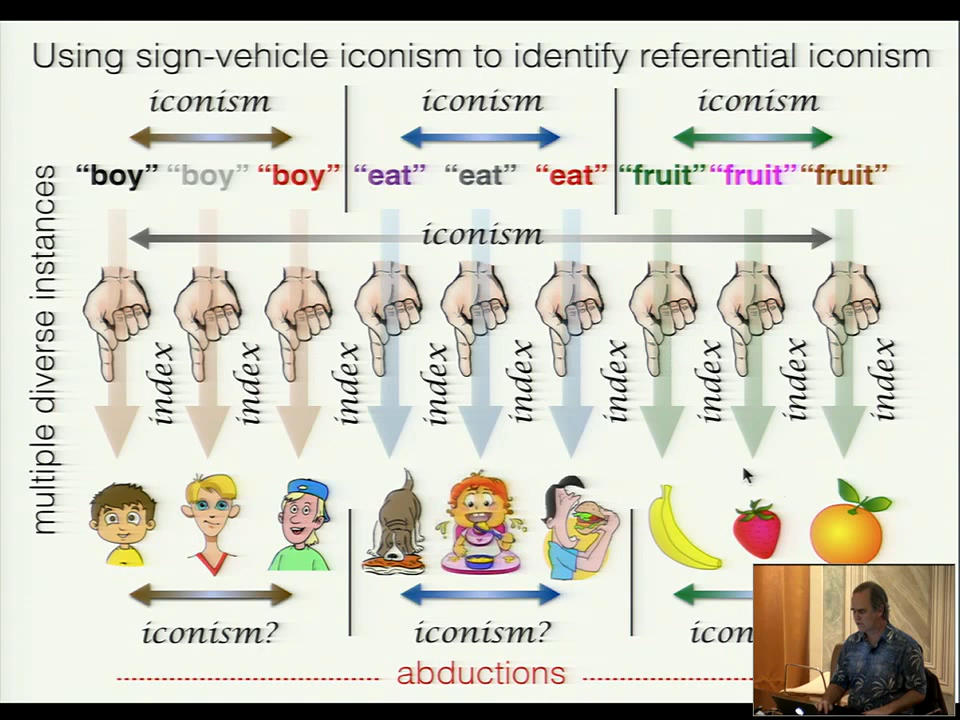 Using sign-vehicle iconism to identify referential iconism
iconism iconism iconism
“boy” “boy” “boy” “eat” “eat” “eat” “fruit” “fruit” “fruit”
iconism
multiple diverse instances
index index index index index index index index index
iconism? iconism?
abductions